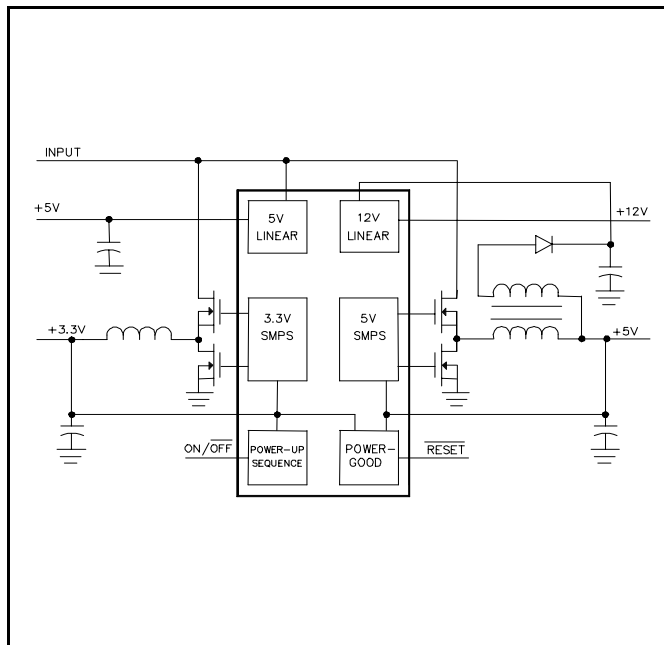 INPUT
+5V
5V
LINEAR
12V
LINEAR
+12V
3.3V
SMPS
5V
SMPS
+3.3V
+5V
ON/OFF
POWER-UP
SEQUENCE
POWER-
GOOD
RESET